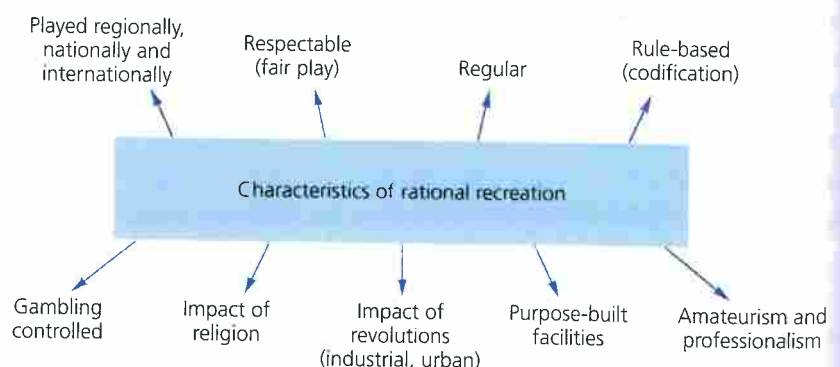 Played regionally,
nationally and
internationally
Respectable
(fair play)
Regular
Rule-based
(codification)
Characteristics of rational recreation
Gambling
controlled
Impact of
religion
Impact of
revolutions
(industrial, urban)
Purpose-built
facilities
Amateurism and
professionalism